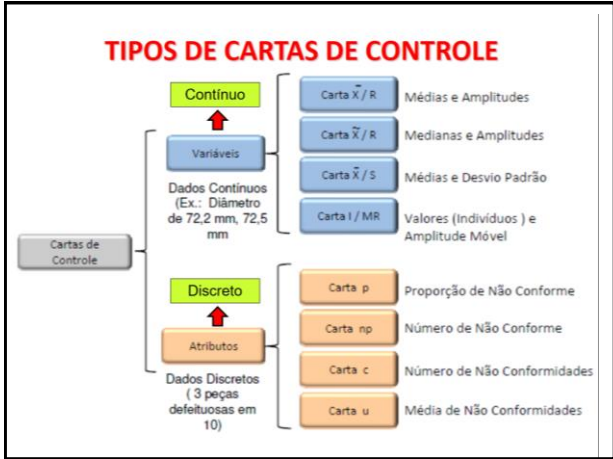 TIPOS DE CARTAS DE CONTROLE
Cartas de
Controle
Contínuo
Variáveis
Dados Contínuos
(Ex.: Diâmetro
de 72,2 mm, 72,5
mm
Carta X̄ / R
Médias e Amplitudes
Carta X̃ / R
Medianas e Amplitudes
Carta X̄ / S
Médias e Desvio Padrão
Carta I / MR
Valores (Indivíduos ) e
Amplitude Móvel
Discreto
Atributos
Dados Discretos
( 3 peças
defeituosas em
10)
Carta p
Proporção de Não Conforme
Carta np
Número de Não Conforme
Carta c
Número de Não Conformidades
Carta u
Média de Não Conformidades